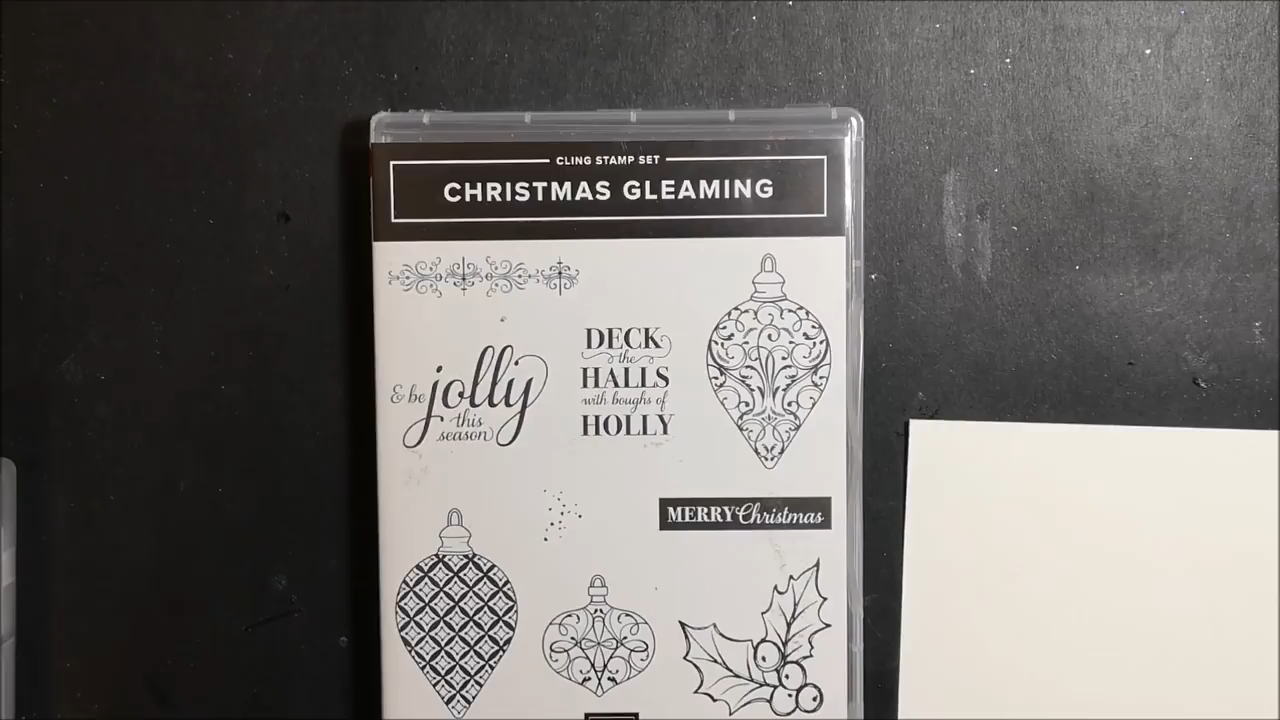 CLING STAMP SET
CHRISTMAS GLEAMING
& be jolly
this
season
DECK
the
HALLS
with boughs of
HOLLY
MERRY Christmas